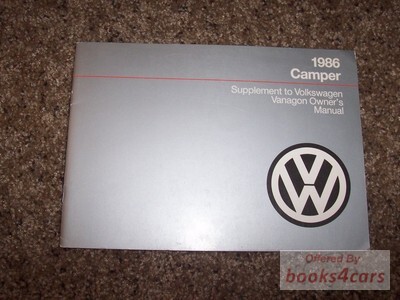 1986
Camper
Supplement to Volkswagen
Vanagon Owner's
Manual
VW
Offered By
books4cars